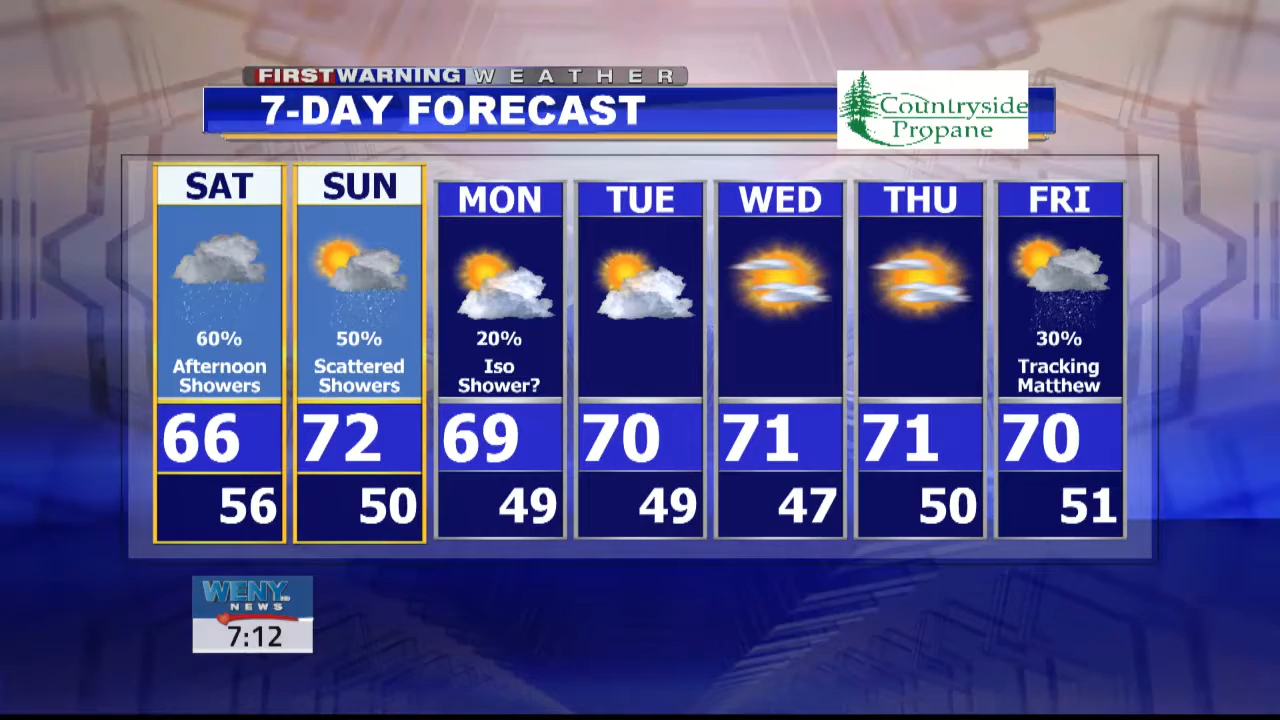 FIRST WARNING WEATHER
7-DAY FORECAST
Countryside
Propane
SAT
60%
Afternoon
Showers
66
56
SUN
50%
Scattered
Showers
72
50
MON
20%
Iso
Shower?
69
49
TUE
70
49
WED
71
47
THU
71
50
FRI
30%
Tracking
Matthew
70
51
WENY
NEWS
7:12